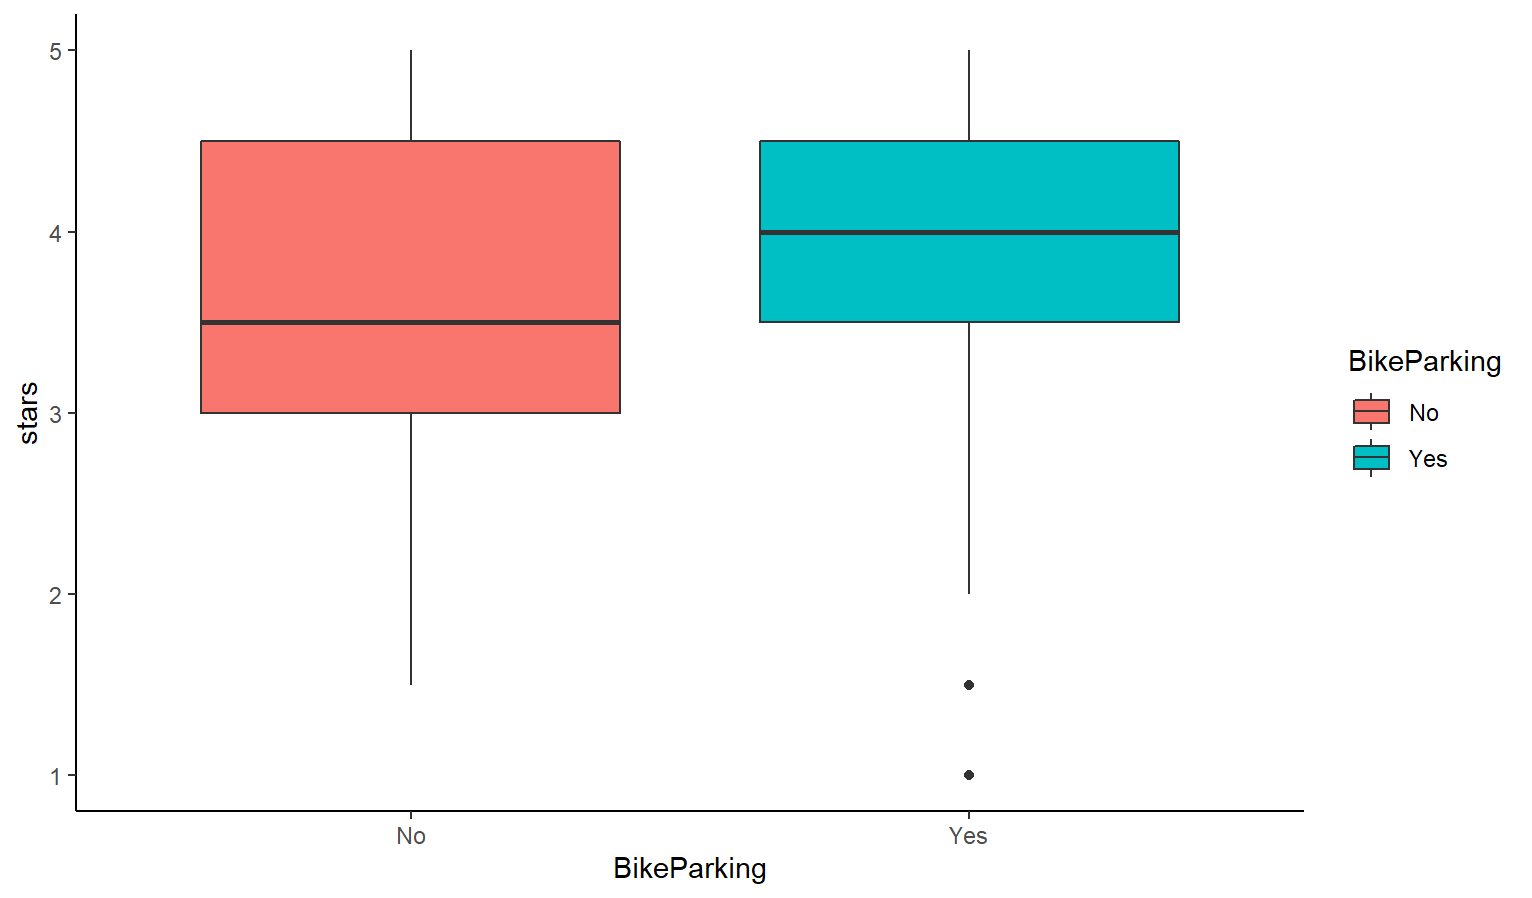 5
4
3
2
1
stars
No
Yes
BikeParking
BikeParking
No
Yes